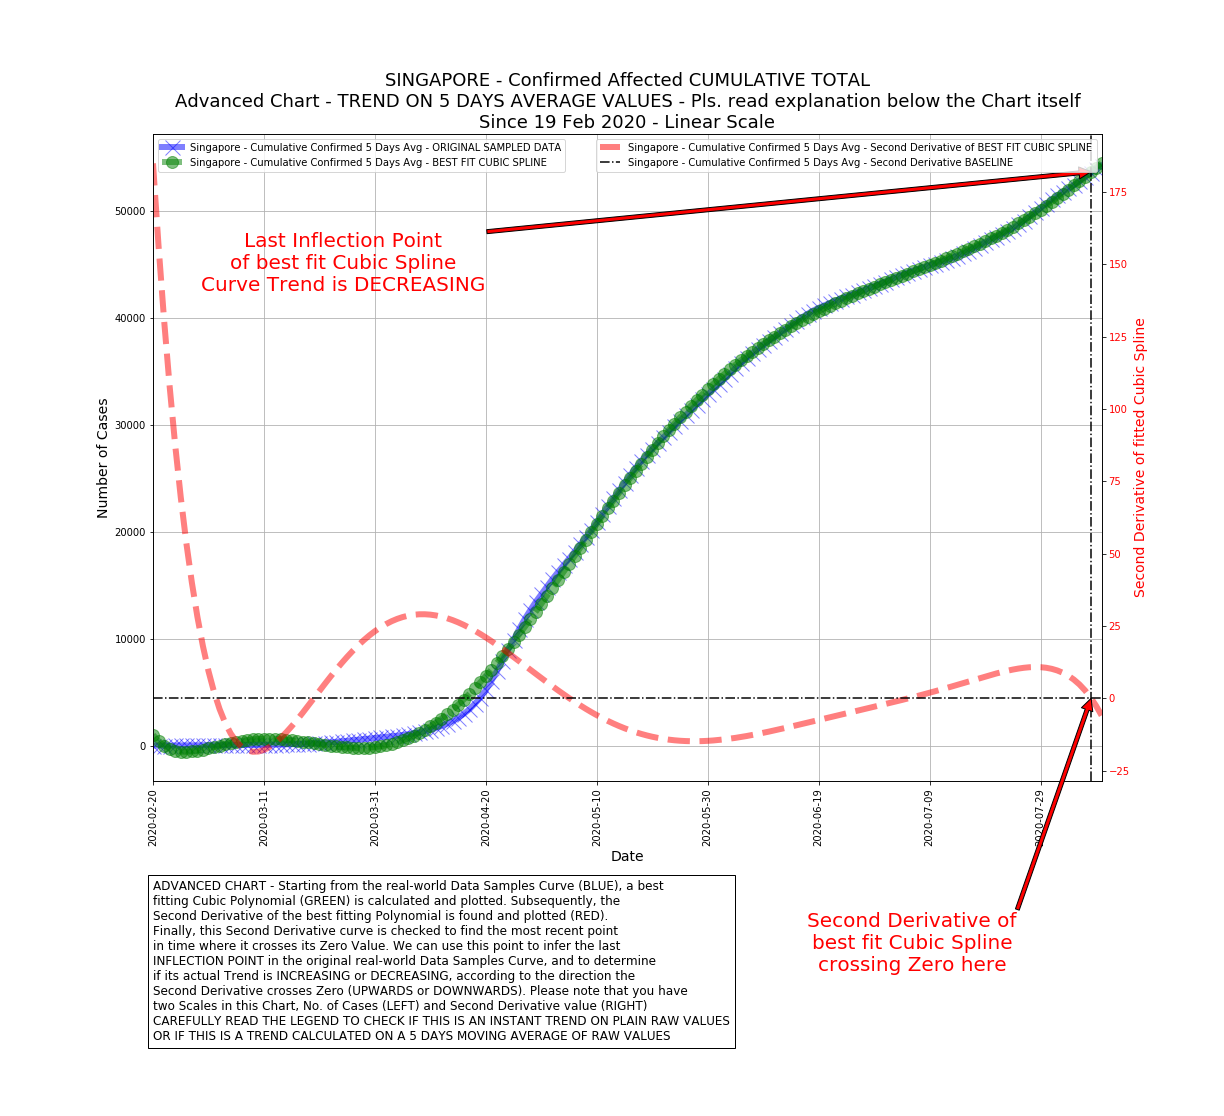 SINGAPORE - Confirmed Affected CUMULATIVE TOTAL
Advanced Chart - TREND ON 5 DAYS AVERAGE VALUES - Pls. read explanation below the Chart itself
Since 19 Feb 2020 - Linear Scale
Singapore - Cumulative Confirmed 5 Days Avg - ORIGINAL SAMPLED DATA
Singapore - Cumulative Confirmed 5 Days Avg - BEST FIT CUBIC SPLINE
Singapore - Cumulative Confirmed 5 Days Avg - Second Derivative of BEST FIT CUBIC SPLINE
Singapore - Cumulative Confirmed 5 Days Avg - Second Derivative BASELINE
Last Inflection Point
of best fit Cubic Spline
Curve Trend is DECREASING
Number of Cases
50000
40000
30000
20000
10000
0
175
150
125
100
75
50
25
0
−25
Second Derivative of fitted Cubic Spline
2020-02-20
2020-03-11
2020-03-31
2020-04-20
2020-05-10
2020-05-30
2020-06-19
2020-07-09
2020-07-29
Date
ADVANCED CHART - Starting from the real-world Data Samples Curve (BLUE), a best
fitting Cubic Polynomial (GREEN) is calculated and plotted. Subsequently, the
Second Derivative of the best fitting Polynomial is found and plotted (RED).
Finally, this Second Derivative curve is checked to find the most recent point
in time where it crosses its Zero Value. We can use this point to infer the last
INFLECTION POINT in the original real-world Data Samples Curve, and to determine
if its actual Trend is INCREASING or DECREASING, according to the direction the
Second Derivative crosses Zero (UPWARDS or DOWNWARDS). Please note that you have
two Scales in this Chart, No. of Cases (LEFT) and Second Derivative value (RIGHT)
CAREFULLY READ THE LEGEND TO CHECK IF THIS IS AN INSTANT TREND ON PLAIN RAW VALUES
OR IF THIS IS A TREND CALCULATED ON A 5 DAYS MOVING AVERAGE OF RAW VALUES
Second Derivative of
best fit Cubic Spline
crossing Zero here